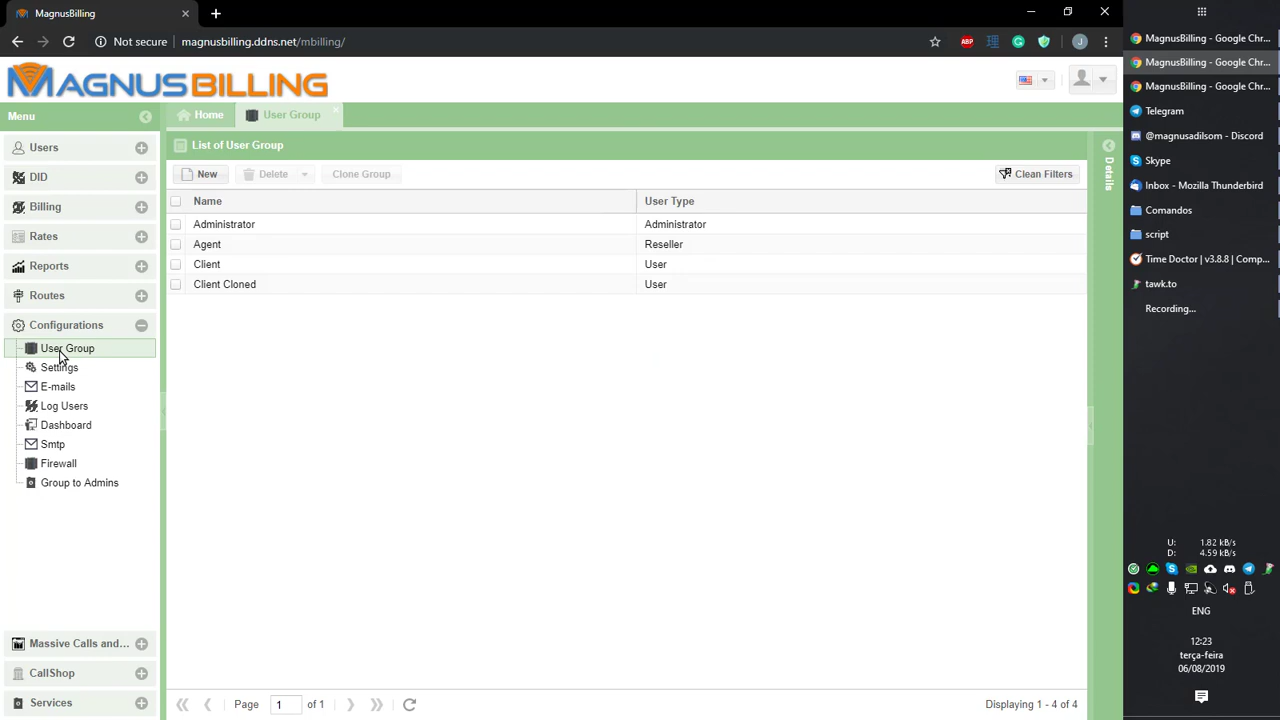 MagnusBilling
Not secure
magnusbilling.ddns.net/mbilling/
ABP
J
MAGNUSBILLING
Menu
Users
DID
Billing
Rates
Reports
Routes
Configurations
User Group
Settings
E-mails
Log Users
Dashboard
Smtp
Firewall
Group to Admins
Massive Calls and...
CallShop
Services
Home
User Group
List of User Group
New
Delete
Clone Group
Clean Filters
Name User Type
Administrator Administrator
Agent Reseller
Client User
Client Cloned User
Page 1 of 1
Displaying 1 - 4 of 4
Details
MagnusBilling - Google Chr...
MagnusBilling - Google Chr...
MagnusBilling - Google Chr...
Telegram
@magnusadilsom - Discord
Skype
Inbox - Mozilla Thunderbird
Comandos
script
Time Doctor | v3.8.8 | Comp...
tawk.to
Recording...
U: 1.82 kB/s
D: 4.59 kB/s
ENG
12:23
terça-feira
06/08/2019